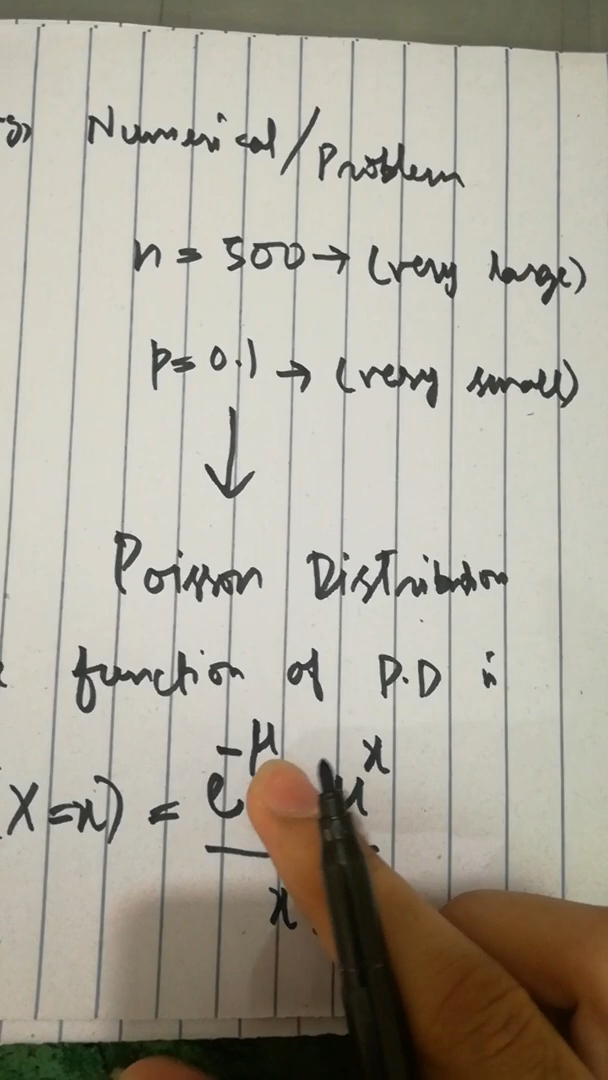 Numerical/Problem
n = 500 → (very large)
p = 0.1 → (very small)
↓
Poisson Distribution
function of P.D is
(X=x) = e^-μ μ^x
x